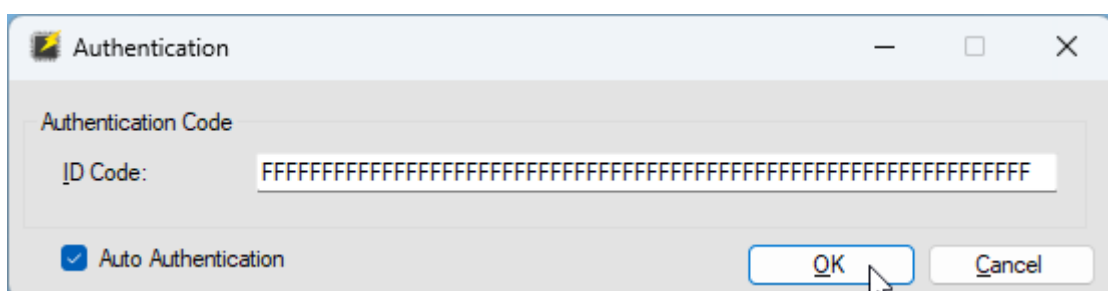 Authentication
Authentication Code
ID Code: FFFFFFFFFFFFFFFFFFFFFFFFFFFFFFFFFFFFFFFFFFFFFFFFFFFFFFFFFFFFFFFF
Auto Authentication OK Cancel